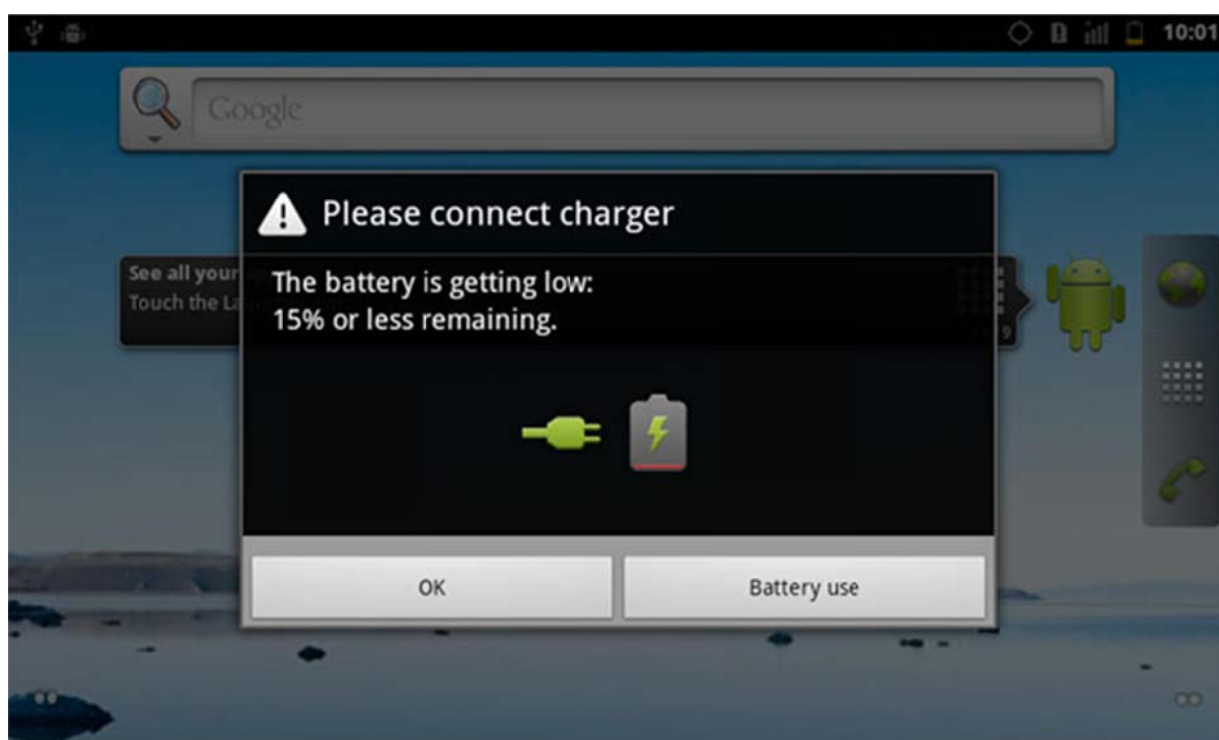 10:01
Google
Please connect charger
See all your
Touch the La
The battery is getting low:
15% or less remaining.
9
OK
Battery use